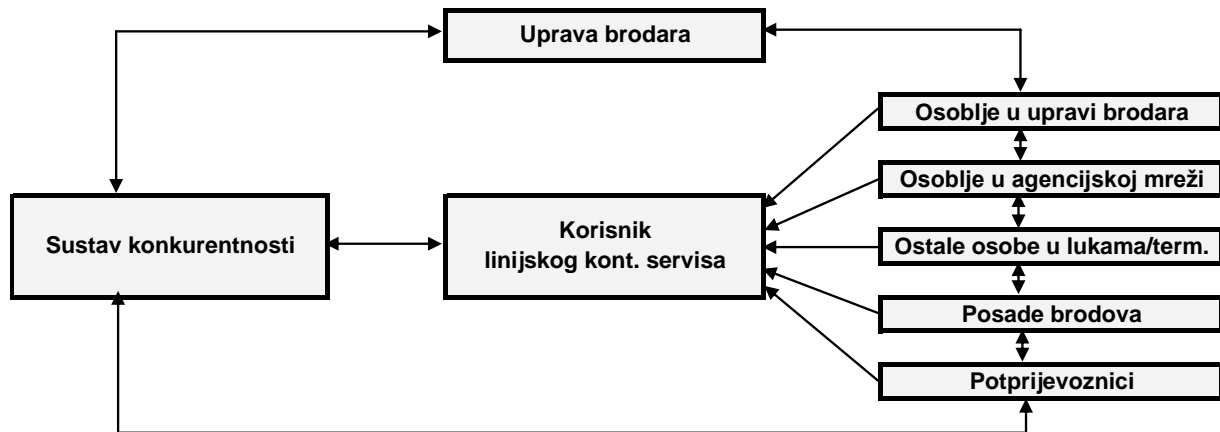 Uprava brodara
Osoblje u upravi brodara
Osoblje u agencijskoj mreži
Sustav konkurentnosti
Korisnik
linijskog kont. servisa
Ostale osobe u lukama/term.
Posade brodova
Potprijevoznici